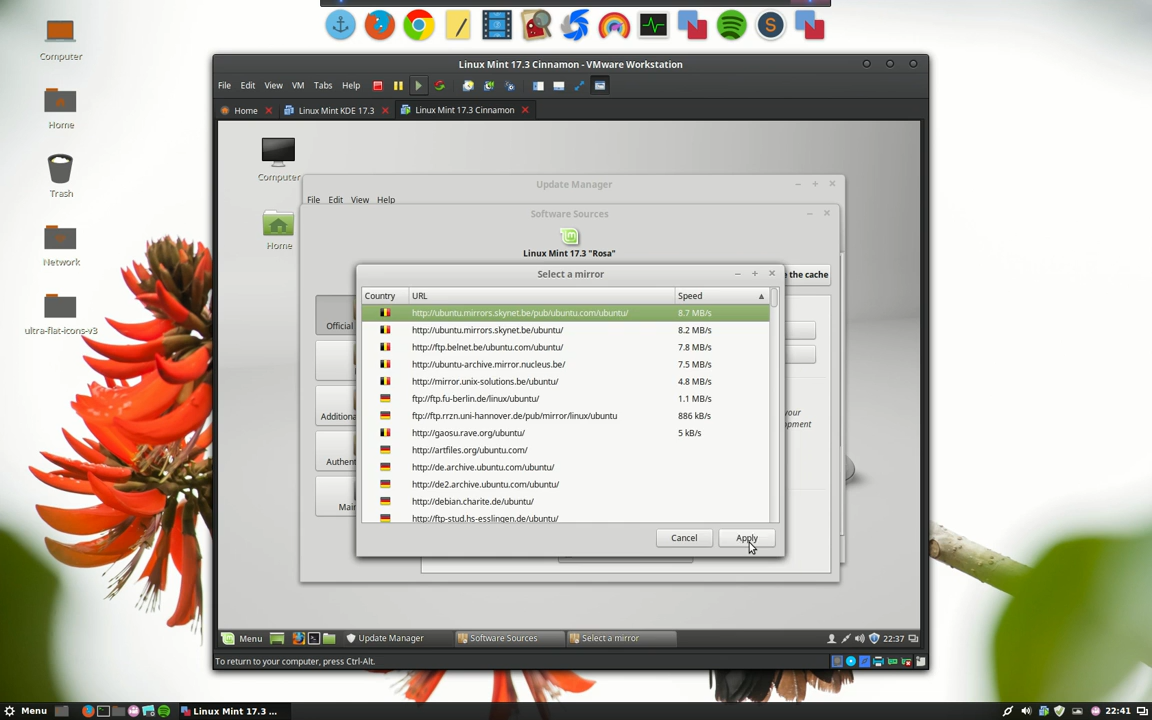 Computer
Home
Trash
Network
ultra-flat-icons-v3
Linux Mint 17.3 Cinnamon - VMware Workstation
File Edit View VM Tabs Help
Home Linux Mint KDE 17.3 Linux Mint 17.3 Cinnamon
Computer
Home
Update Manager
File Edit View Help
Software Sources
Linux Mint 17.3 "Rosa"
e the cache
Official
Additiona
Authent
Mai
your
opment
Select a mirror
Country URL Speed
http://ubuntu.mirrors.skynet.be/pub/ubuntu.com/ubuntu/ 8.7 MB/s
http://ubuntu.mirrors.skynet.be/ubuntu/ 8.2 MB/s
http://ftp.belnet.be/ubuntu.com/ubuntu/ 7.8 MB/s
http://ubuntu-archive.mirror.nucleus.be/ 7.5 MB/s
http://mirror.unix-solutions.be/ubuntu/ 4.8 MB/s
ftp://ftp.fu-berlin.de/linux/ubuntu/ 1.1 MB/s
ftp://ftp.rrzn.uni-hannover.de/pub/mirror/linux/ubuntu 886 kB/s
http://gaosu.rave.org/ubuntu/ 5 kB/s
http://artfiles.org/ubuntu.com/
http://de.archive.ubuntu.com/ubuntu/
http://de2.archive.ubuntu.com/ubuntu/
http://debian.charite.de/ubuntu/
http://ftp-stud.hs-esslingen.de/ubuntu/
Cancel Apply
Menu Update Manager Software Sources Select a mirror 22:37
To return to your computer, press Ctrl-Alt.
Menu Linux Mint 17.3 ... 22:41